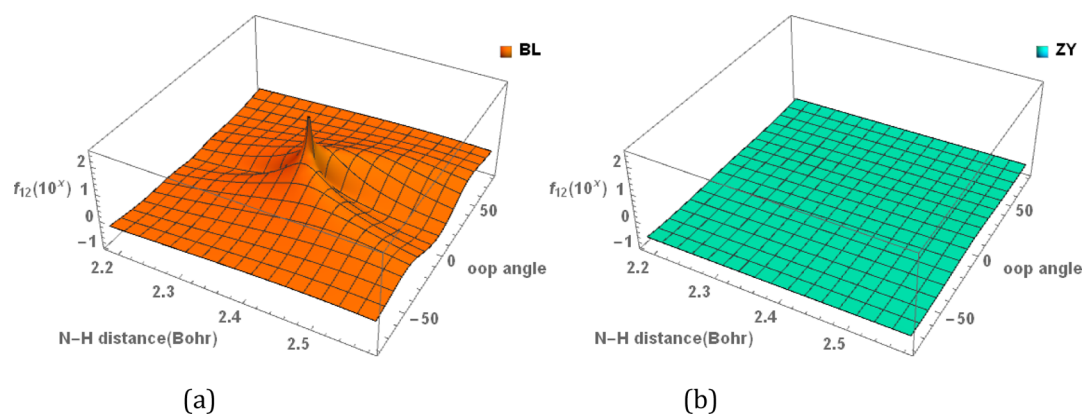 BL
2
1
0
−1
f₁₂(10ˣ)
2.2
2.3
2.4
2.5
N−H distance(Bohr)
50
0
−50
oop angle
(a)
ZY
2
1
0
−1
f₁₂(10ˣ)
2.2
2.3
2.4
2.5
N−H distance(Bohr)
50
0
−50
oop angle
(b)